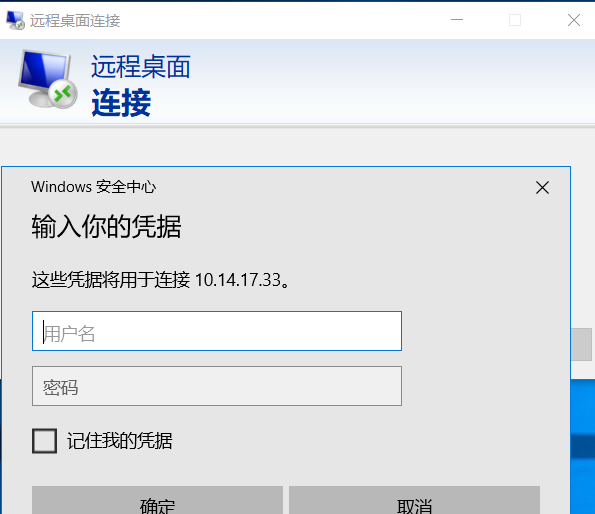 远程桌面连接
远程桌面
连接
Windows 安全中心
输入你的凭据
这些凭据将用于连接 10.14.17.33。
用户名
密码
记住我的凭据
确定
取消